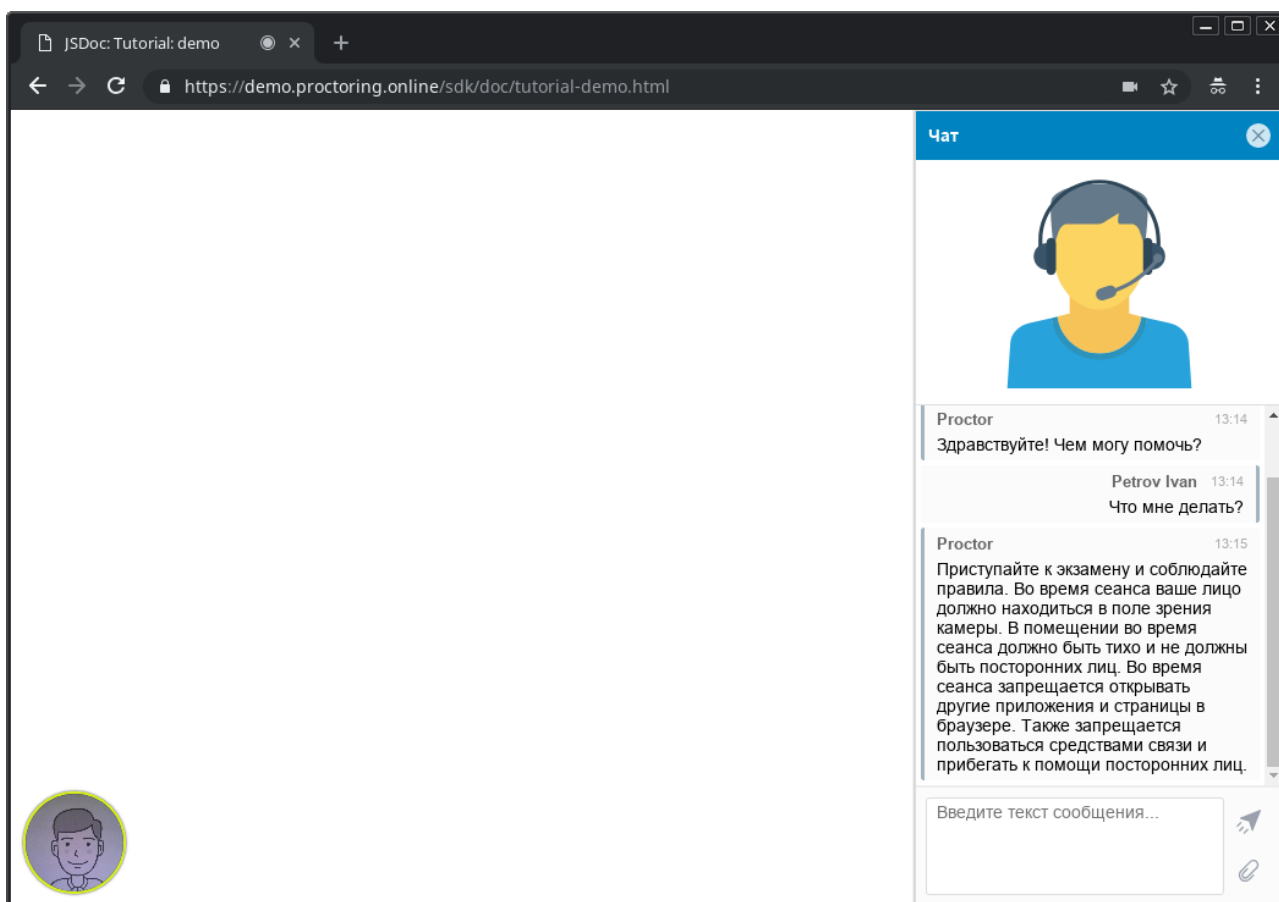 JSDoc: Tutorial: demo
https://demo.proctoring.online/sdk/doc/tutorial-demo.html
Чат
Proctor 13:14
Здравствуйте! Чем могу помочь?
Petrov Ivan 13:14
Что мне делать?
Proctor 13:15
Приступайте к экзамену и соблюдайте
правила. Во время сеанса ваше лицо
должно находиться в поле зрения
камеры. В помещении во время
сеанса должно быть тихо и не должны
быть посторонних лиц. Во время
сеанса запрещается открывать
другие приложения и страницы в
браузере. Также запрещается
пользоваться средствами связи и
прибегать к помощи посторонних лиц.
Введите текст сообщения...